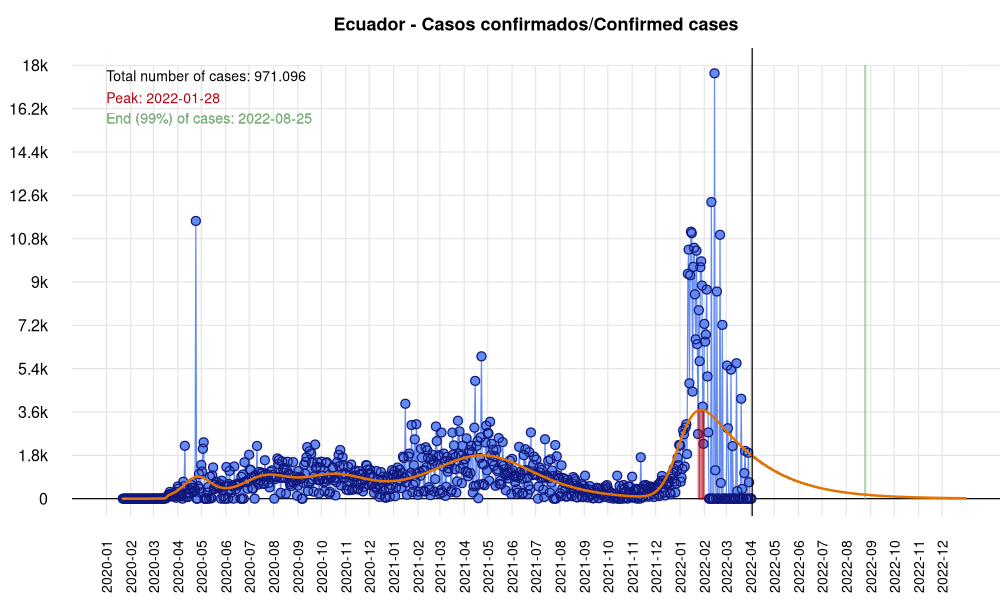 Ecuador - Casos confirmados/Confirmed cases
Total number of cases: 971.096
Peak: 2022-01-28
End (99%) of cases: 2022-08-25
18k
16.2k
14.4k
12.6k
10.8k
9k
7.2k
5.4k
3.6k
1.8k
0
2020-01
2020-02
2020-03
2020-04
2020-05
2020-06
2020-07
2020-08
2020-09
2020-10
2020-11
2020-12
2021-01
2021-02
2021-03
2021-04
2021-05
2021-06
2021-07
2021-08
2021-09
2021-10
2021-11
2021-12
2022-01
2022-02
2022-03
2022-04
2022-05
2022-06
2022-07
2022-08
2022-09
2022-10
2022-11
2022-12